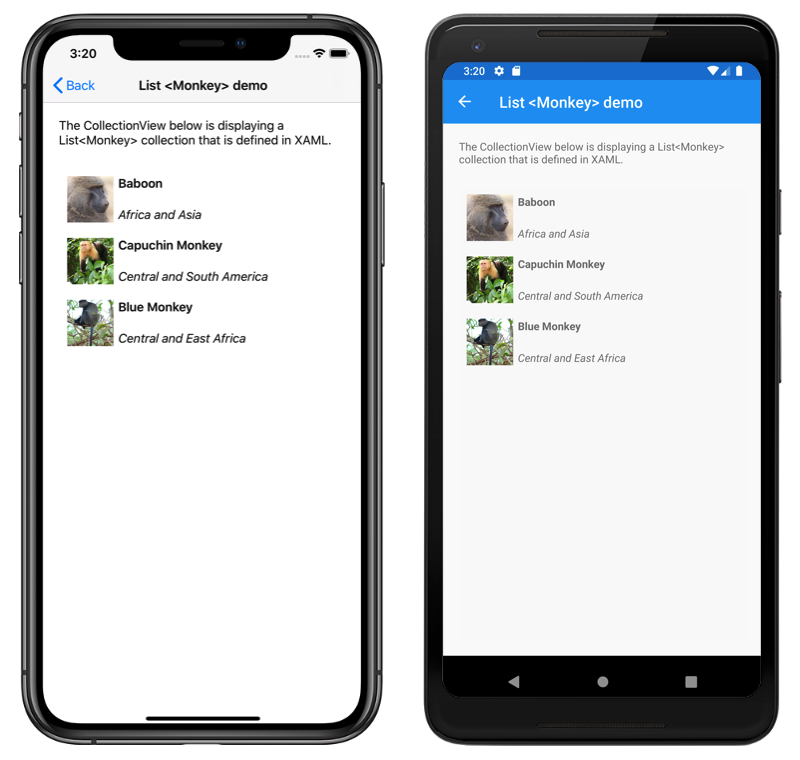 3:20
Back
List <Monkey> demo
The CollectionView below is displaying a
List<Monkey> collection that is defined in XAML.
Baboon
Africa and Asia
Capuchin Monkey
Central and South America
Blue Monkey
Central and East Africa
3:20
List <Monkey> demo
The CollectionView below is displaying a List<Monkey>
collection that is defined in XAML.
Baboon
Africa and Asia
Capuchin Monkey
Central and South America
Blue Monkey
Central and East Africa